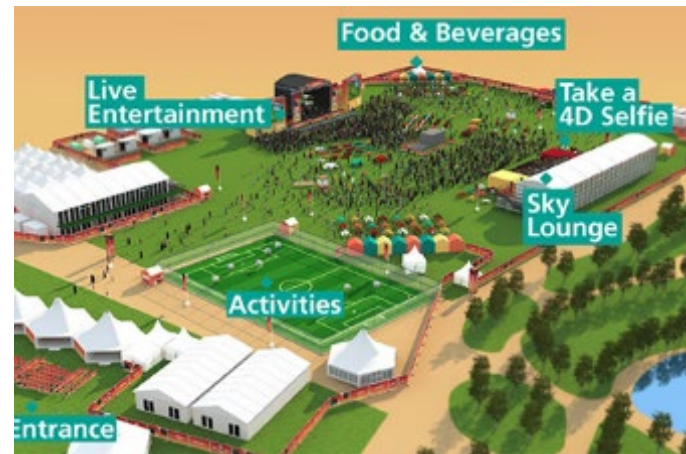 Food & Beverages
Live
Entertainment
Take a
4D Selfie
Sky
Lounge
Activities
Entrance